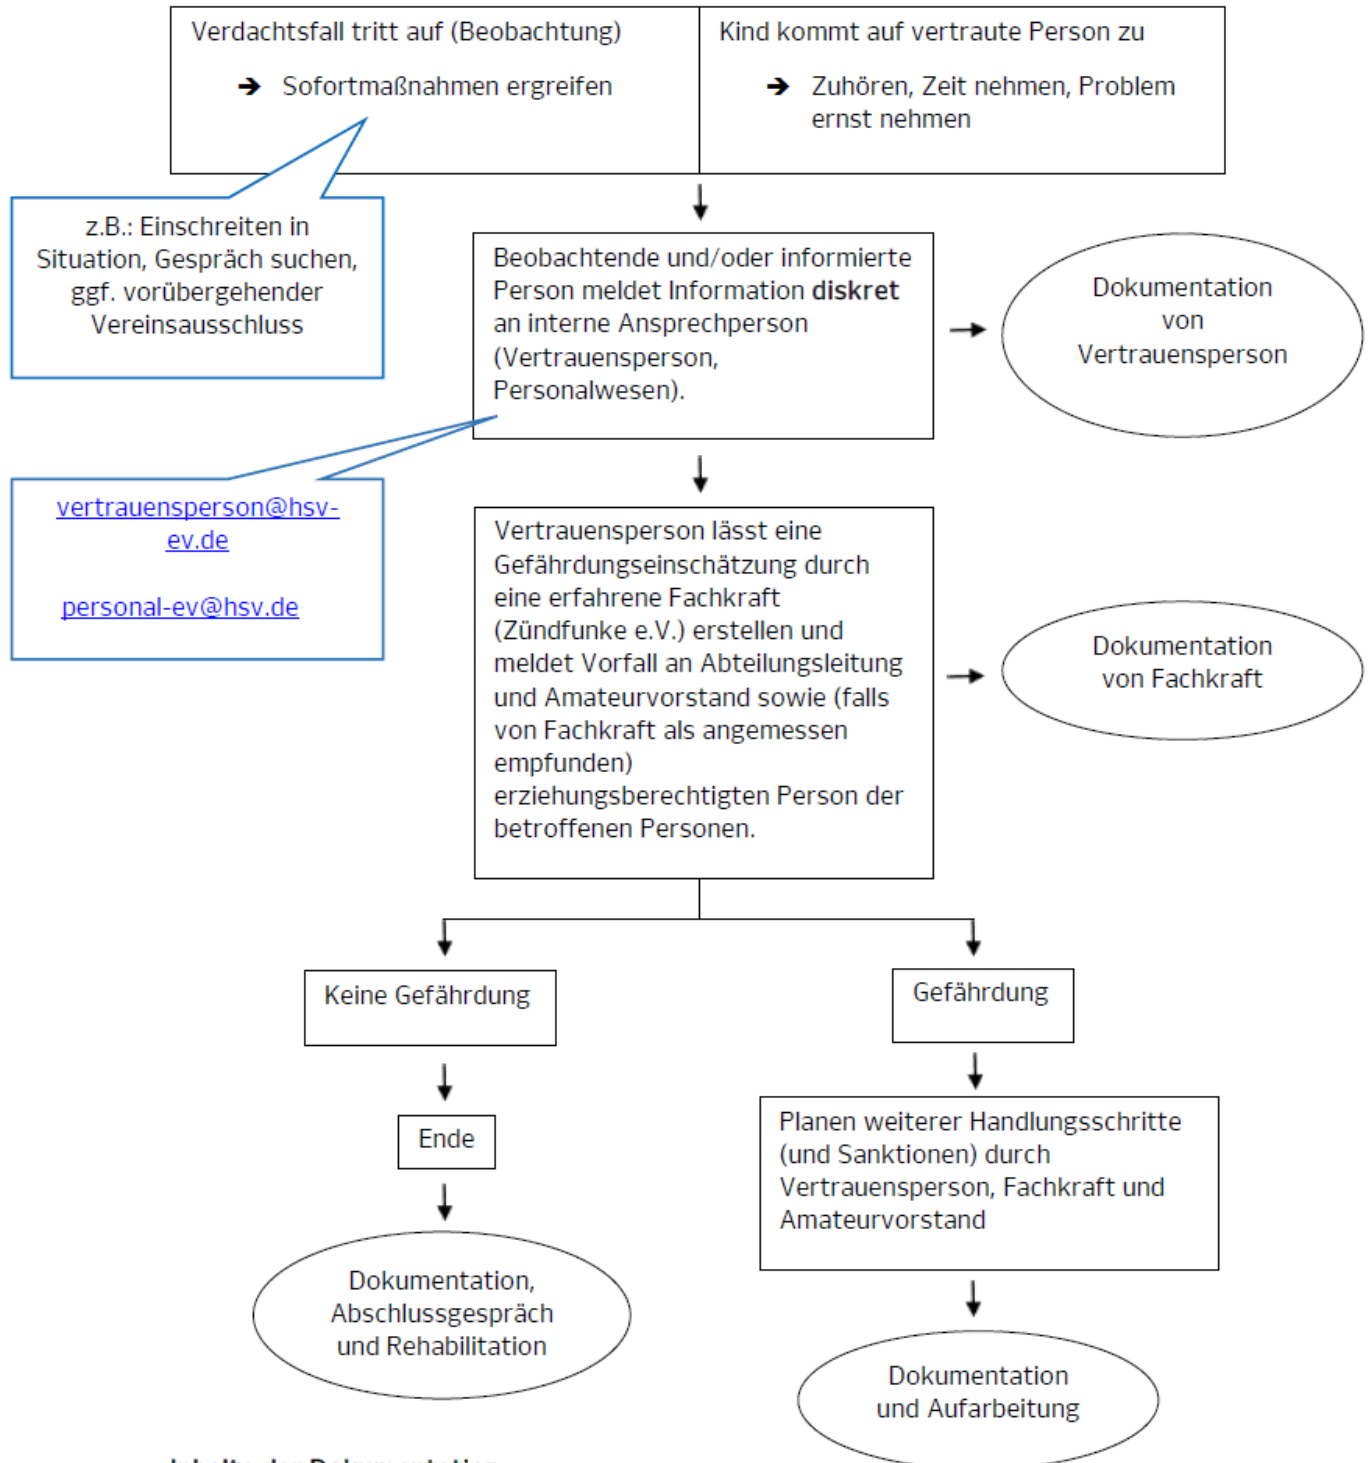 Verdachtsfall tritt auf (Beobachtung)
➔ Sofortmaßnahmen ergreifen
Kind kommt auf vertraute Person zu
➔ Zuhören, Zeit nehmen, Problem
ernst nehmen
z.B.: Einschreiten in
Situation, Gespräch suchen,
ggf. vorübergehender
Vereinsausschluss
Beobachtende und/oder informierte
Person meldet Information diskret
an interne Ansprechperson
(Vertrauensperson,
Personalwesen).
Dokumentation
von
Vertrauensperson
vertrauensperson@hsv-
ev.de
personal-ev@hsv.de
Vertrauensperson lässt eine
Gefährdungseinschätzung durch
eine erfahrene Fachkraft
(Zündfunke e.V.) erstellen und
meldet Vorfall an Abteilungsleitung
und Amateurvorstand sowie (falls
von Fachkraft als angemessen
empfunden)
erziehungsberechtigten Person der
betroffenen Personen.
Dokumentation
von Fachkraft
Keine Gefährdung
Gefährdung
Ende
Planen weiterer Handlungsschritte
(und Sanktionen) durch
Vertrauensperson, Fachkraft und
Amateurvorstand
Dokumentation,
Abschlussgespräch
und Rehabilitation
Dokumentation
und Aufarbeitung
Inhalte der Dokumentation